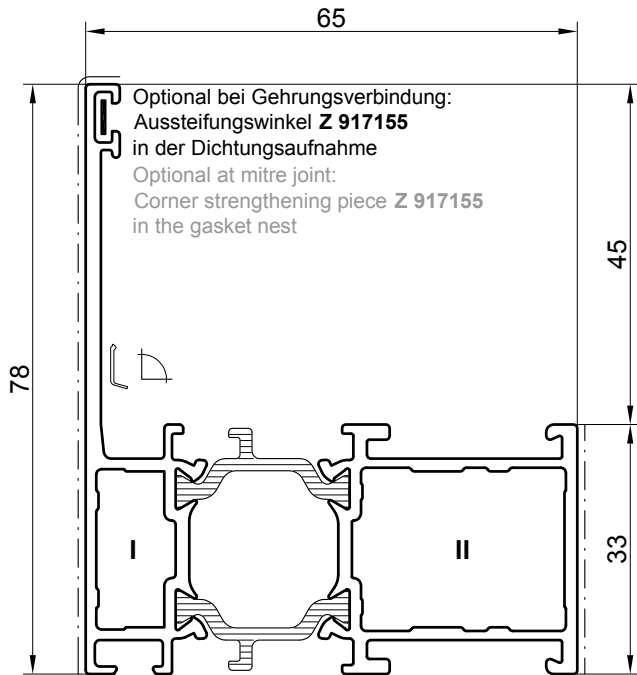 65
Optional bei Gehrungsverbindung:
Aussteifungswinkel Z 917155
in der Dichtungsaufnahme
Optional at mitre joint:
Corner strengthening piece Z 917155
in the gasket nest
45
78
I
II
33